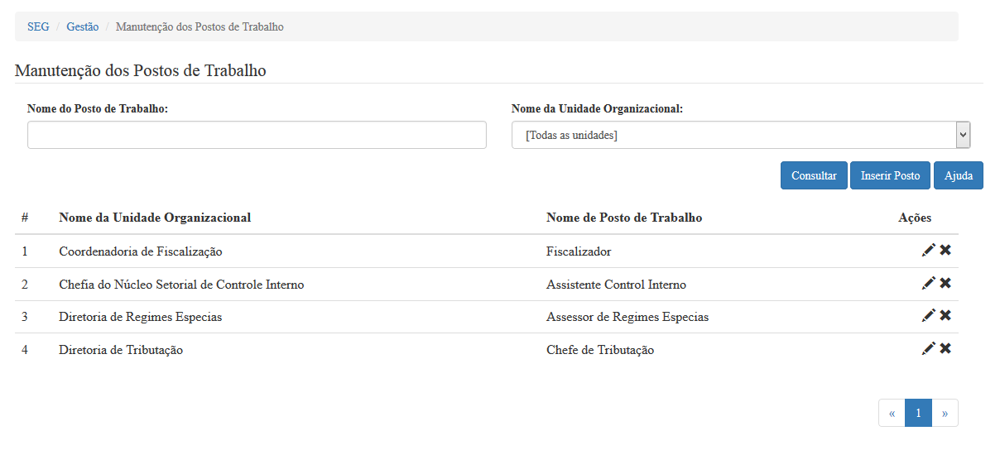 SEG / Gestão / Manutenção dos Postos de Trabalho
Manutenção dos Postos de Trabalho
Nome do Posto de Trabalho: Nome da Unidade Organizacional:
[Todas as unidades]
Consultar Inserir Posto Ajuda
# Nome da Unidade Organizacional Nome de Posto de Trabalho Ações
1 Coordenadoria de Fiscalização Fiscalizador
2 Chefia do Núcleo Setorial de Controle Interno Assistente Control Interno
3 Diretoria de Regimes Especias Assessor de Regimes Especias
4 Diretoria de Tributação Chefe de Tributação
« 1 »